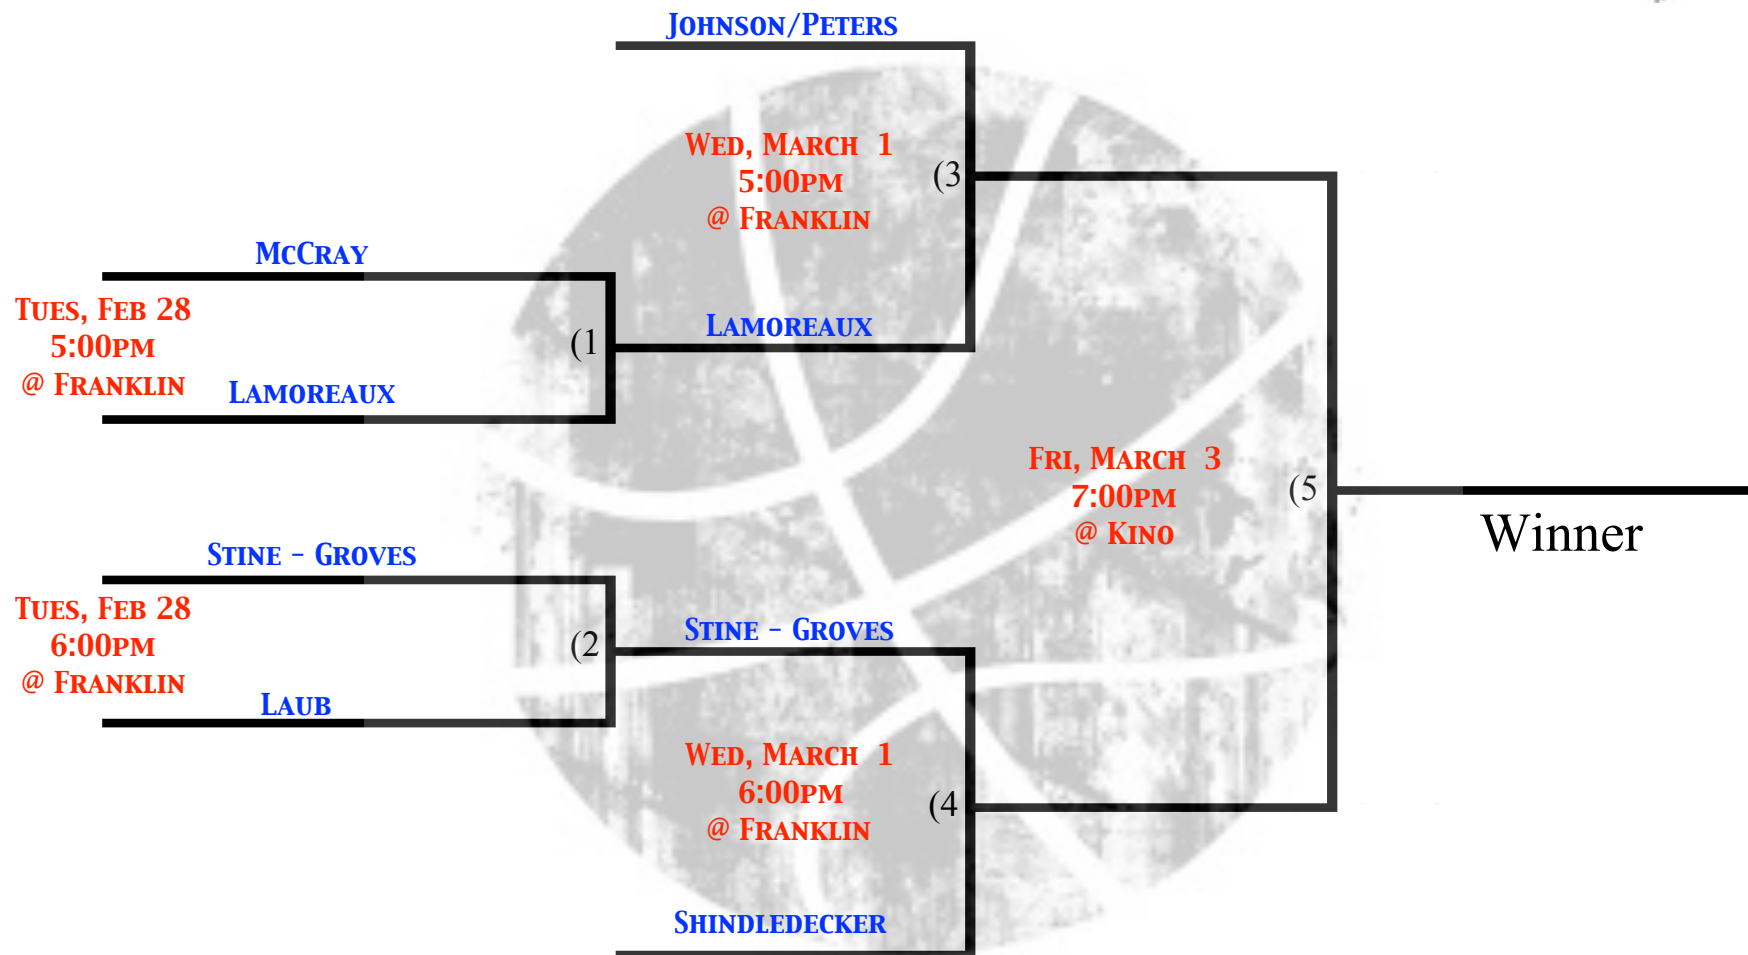 Johnson/Peters
Wed, March 1
5:00pm
@ Franklin
(3
McCray
Tues, Feb 28
5:00pm
@ Franklin
(1
Lamoreaux
Lamoreaux
Fri, March 3
7:00pm
@ Kino
(5
Winner
Stine - Groves
Tues, Feb 28
6:00pm
@ Franklin
(2
Stine - Groves
Laub
Wed, March 1
6:00pm
@ Franklin
(4
Shindledecker